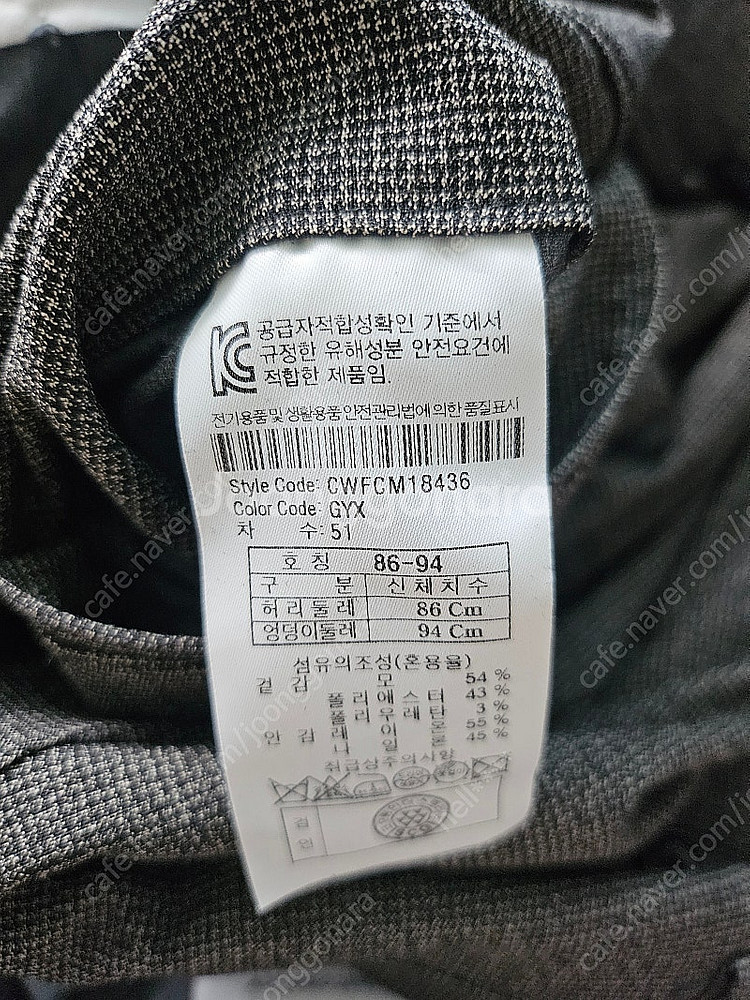 KC 공급자적합성확인 기준에서
규정한 유해성분 안전요건에
적합한 제품임.
전기용품 및 생활용품 안전관리법에 의한 품질표시
Style Code: CWFCM18436
Color Code: GYX
차 수: 51
호칭 86-94
구 분 신체치수
허리둘레 86 Cm
엉덩이둘레 94 Cm
섬유의조성(혼용율)
겉 감 모 54 %
폴리에스터 43 %
폴리우레탄 3 %
안 감 레이온 55 %
나일론 45 %
취급상주의사항
검
cafe.naver.com/joonggonara